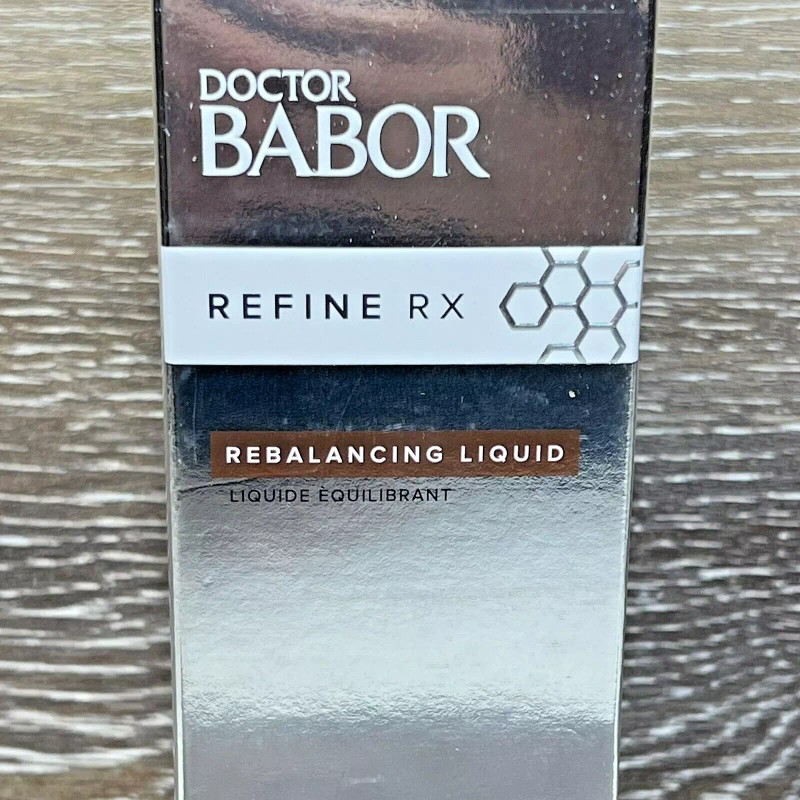 DOCTOR
BABOR
REFINE RX
REBALANCING LIQUID
LIQUIDE ÉQUILIBRANT